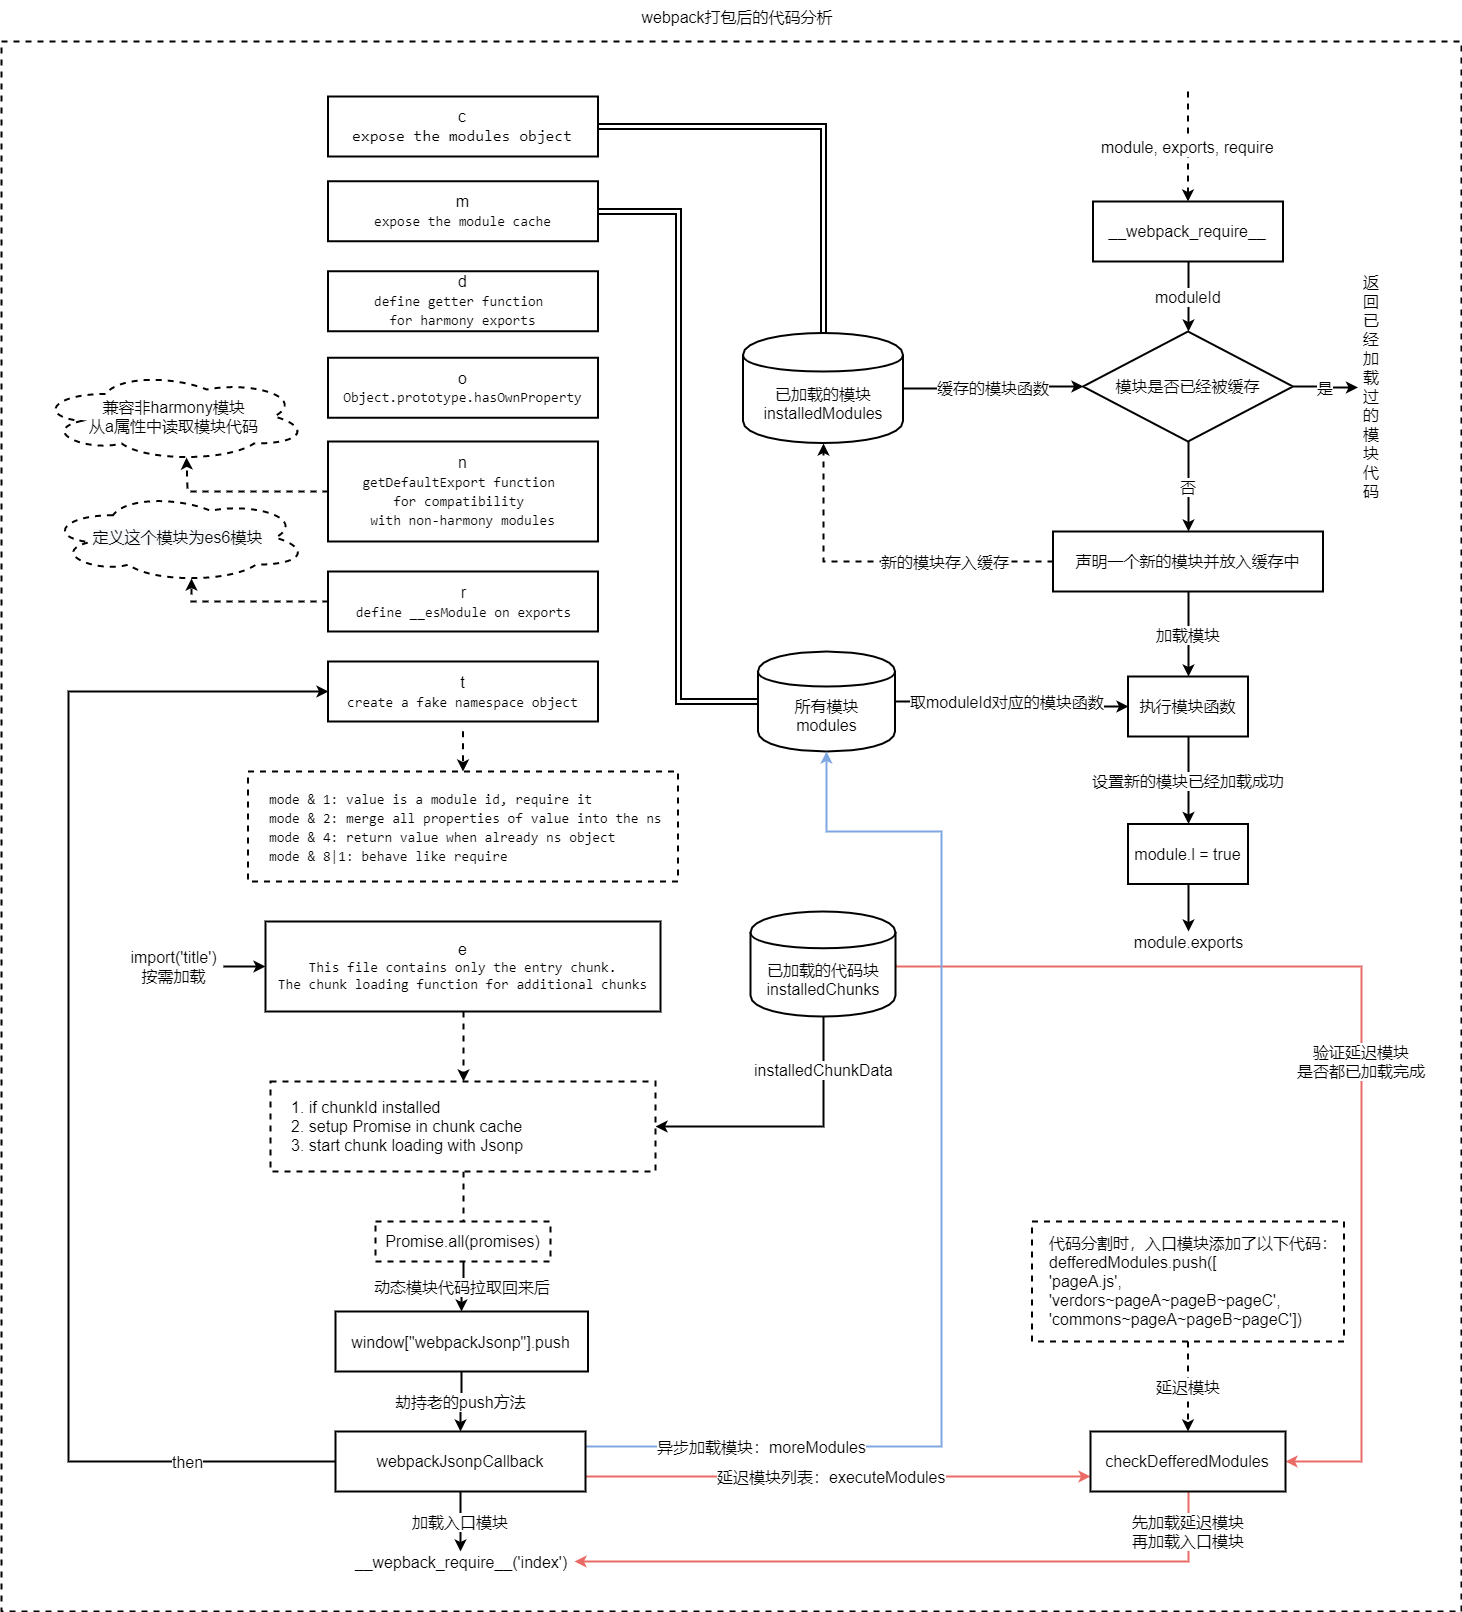 webpack打包后的代码分析
c
expose the modules object
module, exports, require
m
expose the module cache
__webpack_require__
d
define getter function
for harmony exports
moduleId
返回已经加载过的模块代码
o
Object.prototype.hasOwnProperty
已加载的模块
installedModules
缓存的模块函数
模块是否已经被缓存
是
兼容非harmony模块
从a属性中读取模块代码
n
getDefaultExport function
for compatibility
with non-harmony modules
否
定义这个模块为es6模块
新的模块存入缓存
声明一个新的模块并放入缓存中
r
define __esModule on exports
加载模块
t
create a fake namespace object
所有模块
modules
取moduleId对应的模块函数
执行模块函数
设置新的模块已经加载成功
mode & 1: value is a module id, require it
mode & 2: merge all properties of value into the ns
mode & 4: return value when already ns object
mode & 8|1: behave like require
module.l = true
module.exports
import('title')
按需加载
e
This file contains only the entry chunk.
The chunk loading function for additional chunks
已加载的代码块
installedChunks
验证延迟模块
是否都已加载完成
installedChunkData
1. if chunkId installed
2. setup Promise in chunk cache
3. start chunk loading with Jsonp
Promise.all(promises)
动态模块代码拉取回来后
代码分割时，入口模块添加了以下代码：
defferedModules.push([
'pageA.js',
'verdors~pageA~pageB~pageC',
'commons~pageA~pageB~pageC'])
window["webpackJsonp"].push
延迟模块
劫持老的push方法
webpackJsonpCallback
异步加载模块：moreModules
then
延迟模块列表：executeModules
checkDefferedModules
加载入口模块
先加载延迟模块
再加载入口模块
__wepback_require__('index')